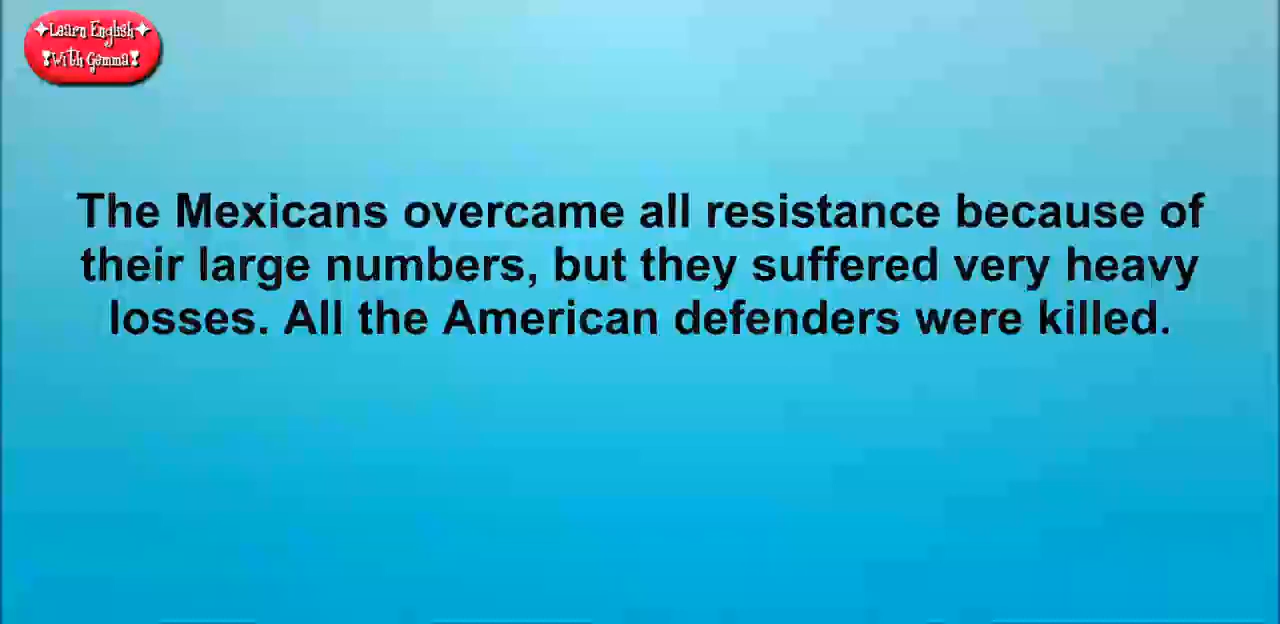 Learn English
With Gemma
The Mexicans overcame all resistance because of
their large numbers, but they suffered very heavy
losses. All the American defenders were killed.